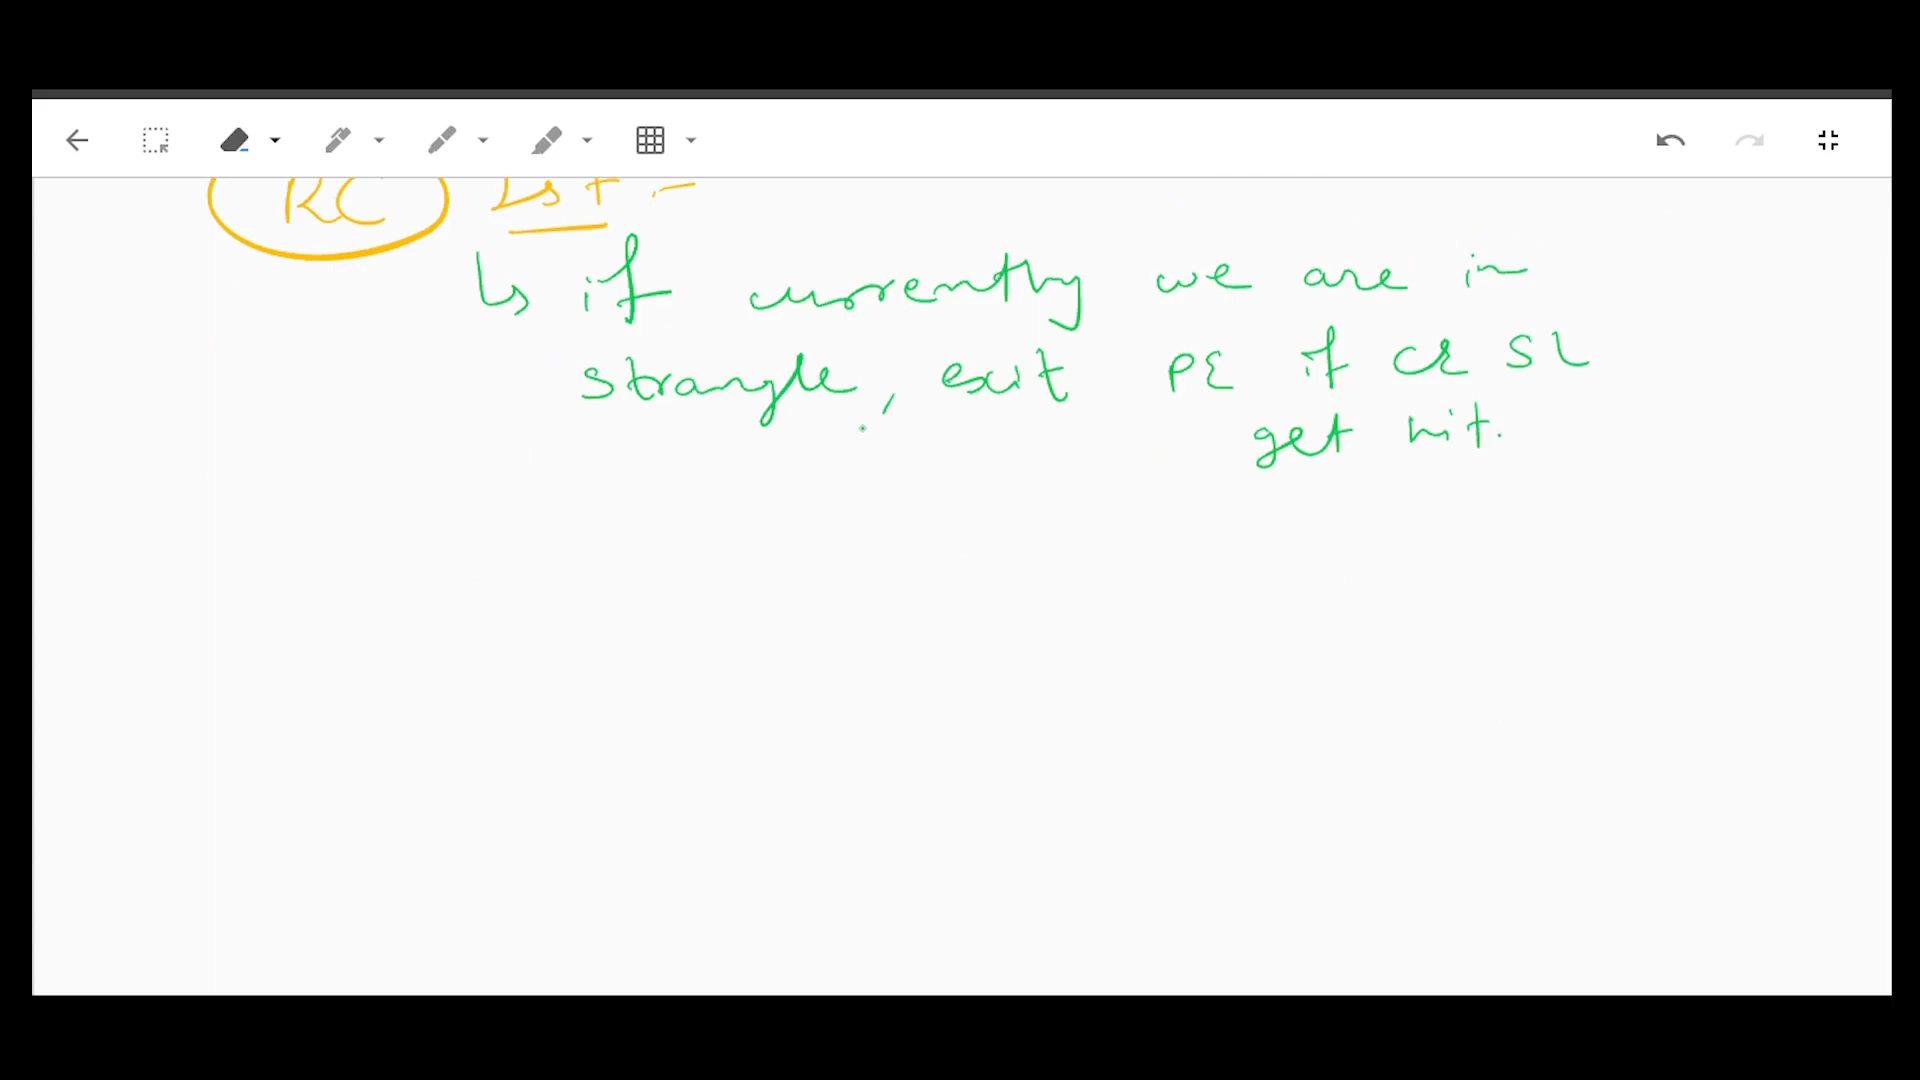 RC
↳ if currently we are in
strangle, exit PE if CE SL
get hit.